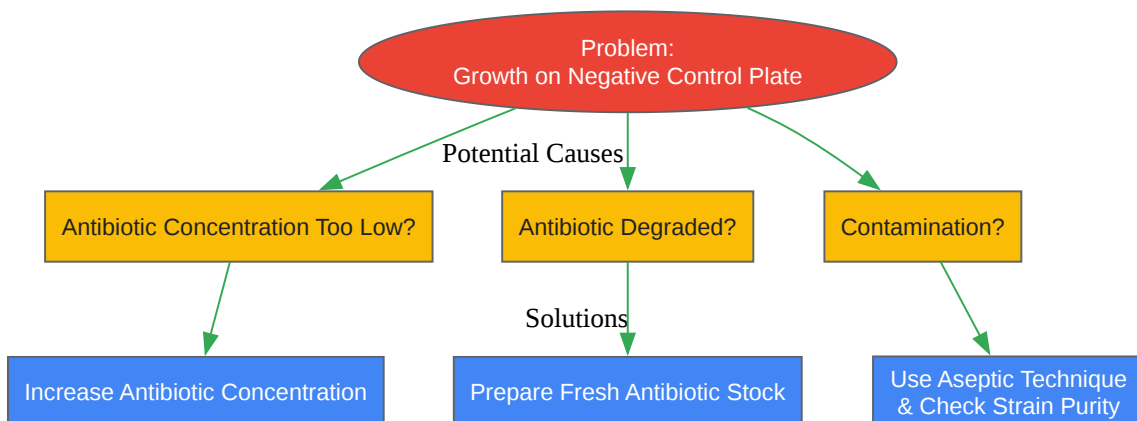 Problem:
Growth on Negative Control Plate
Potential Causes
Antibiotic Concentration Too Low?
Antibiotic Degraded?
Contamination?
Solutions
Increase Antibiotic Concentration
Prepare Fresh Antibiotic Stock
Use Aseptic Technique
& Check Strain Purity